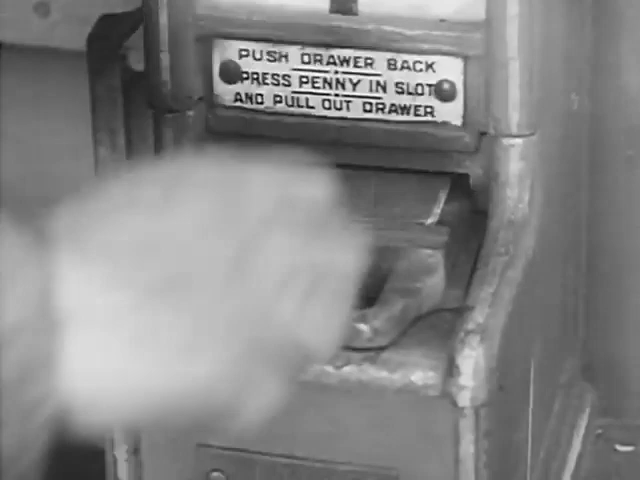 PUSH DRAWER BACK
PRESS PENNY IN SLOT
AND PULL OUT DRAWER